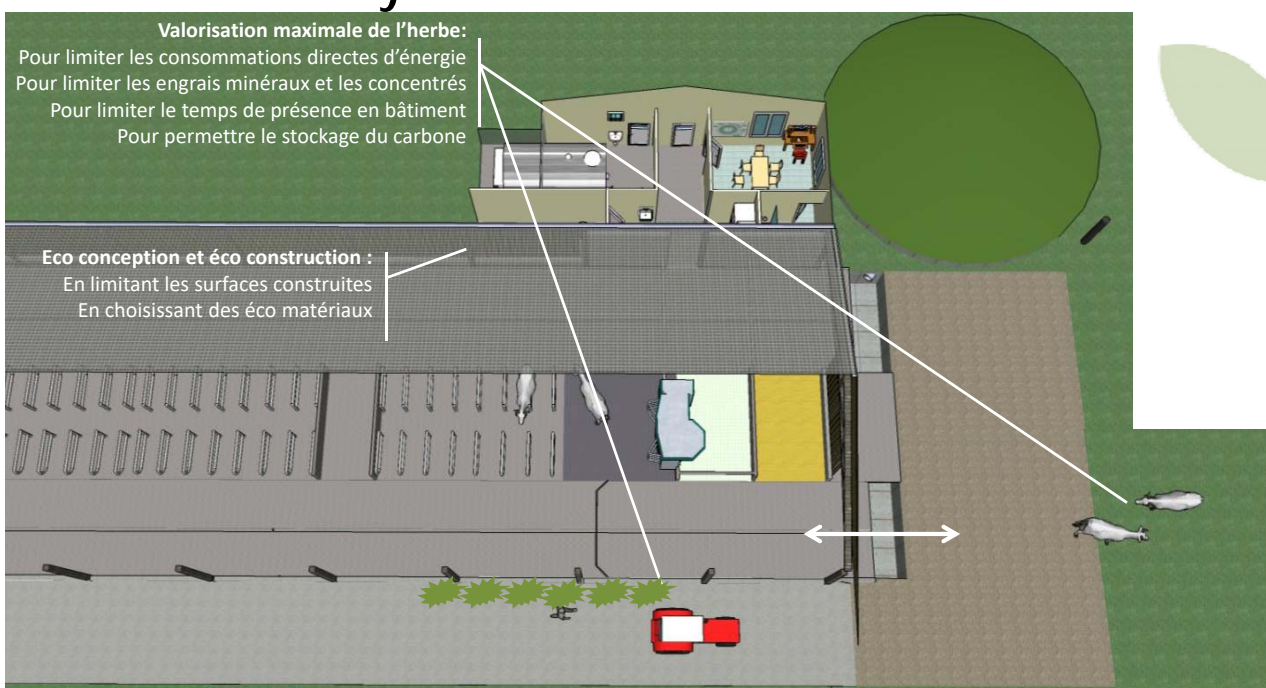 Valorisation maximale de l'herbe:
Pour limiter les consommations directes d'énergie
Pour limiter les engrais minéraux et les concentrés
Pour limiter le temps de présence en bâtiment
Pour permettre le stockage du carbone
Eco conception et éco construction :
En limitant les surfaces construites
En choisissant des éco matériaux